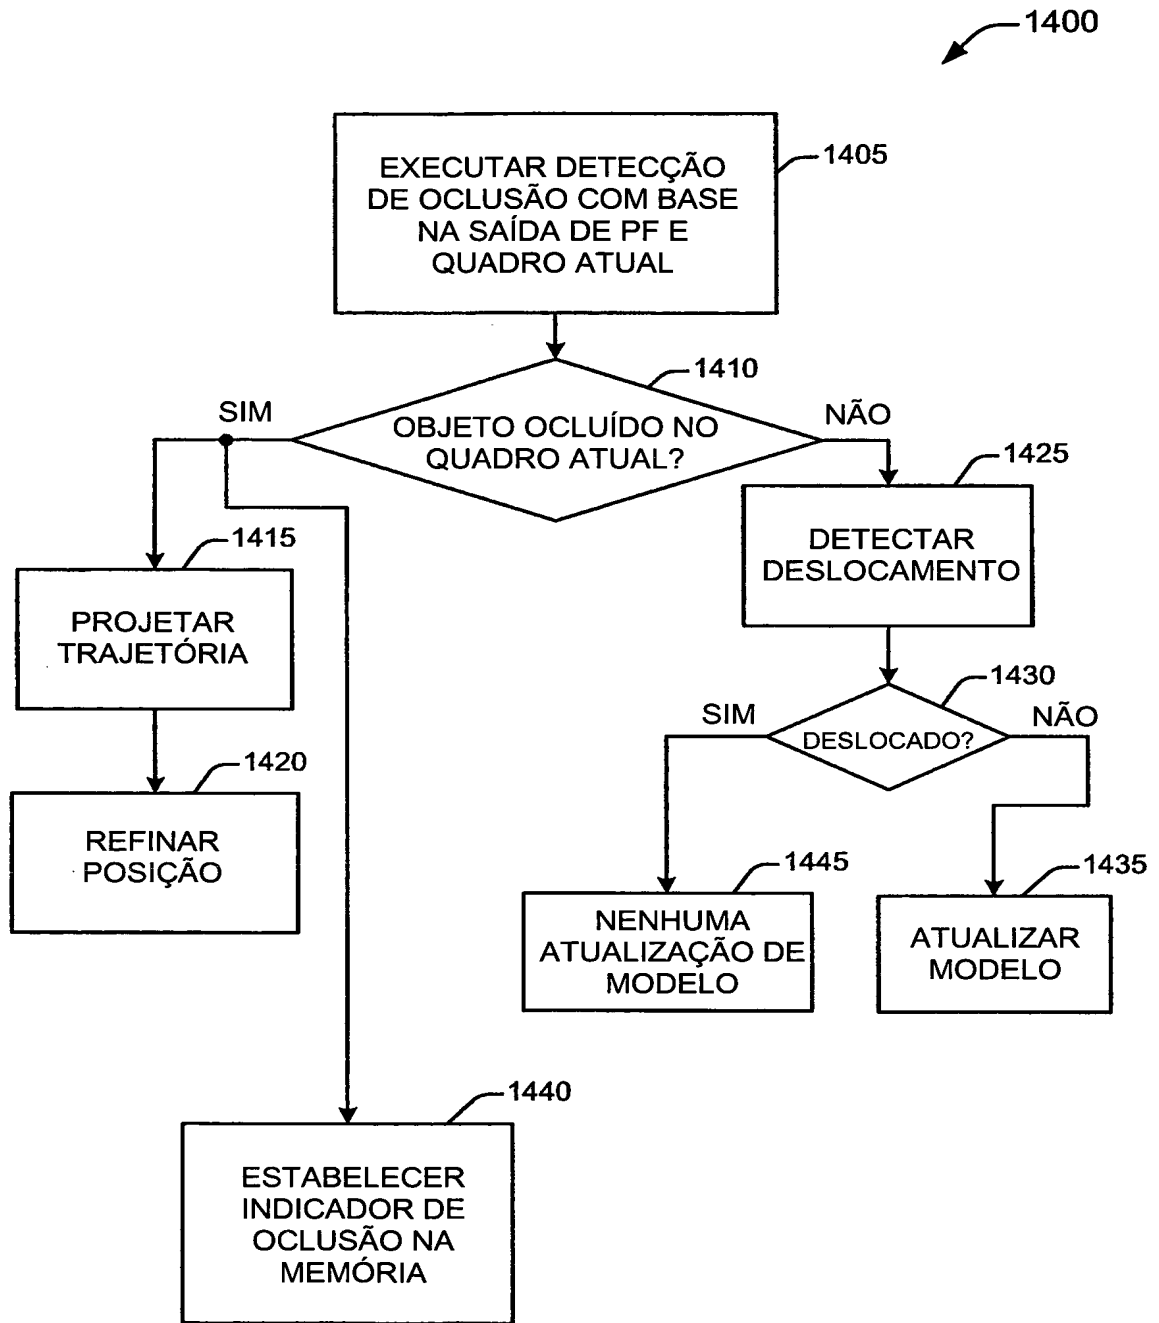 1400
EXECUTAR DETECÇÃO
DE OCLUSÃO COM BASE
NA SAÍDA DE PF E
QUADRO ATUAL
1405
1410
SIM
OBJETO OCLUÍDO NO
QUADRO ATUAL?
NÃO
1425
DETECTAR
DESLOCAMENTO
1415
PROJETAR
TRAJETÓRIA
1430
SIM
DESLOCADO?
NÃO
1420
REFINAR
POSIÇÃO
1445
NENHUMA
ATUALIZAÇÃO DE
MODELO
1435
ATUALIZAR
MODELO
1440
ESTABELECER
INDICADOR DE
OCLUSÃO NA
MEMÓRIA